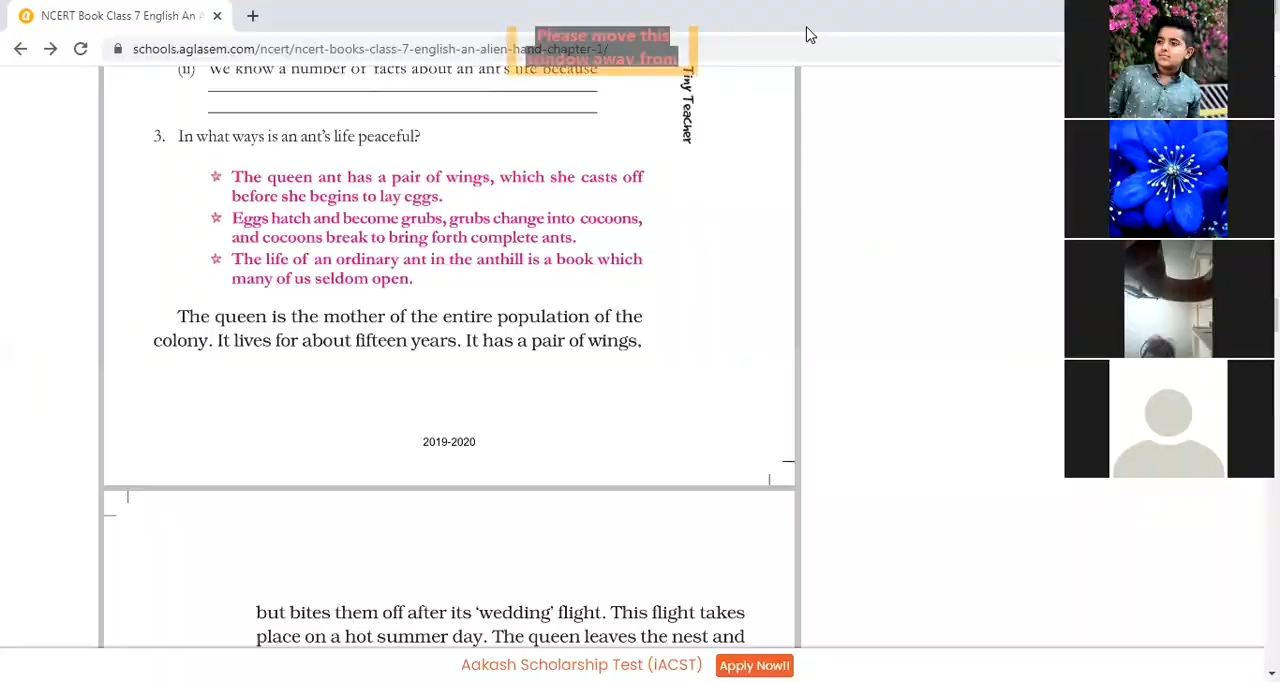 NCERT Book Class 7 English An A
schools.aglasem.com/ncert/ncert-books-class-7-english-an-alien-hand-chapter-1/
Please move this
window away from
(ii) We know a number of facts about an ant's life because
Tiny Teacher
3. In what ways is an ant's life peaceful?
The queen ant has a pair of wings, which she casts off
before she begins to lay eggs.
Eggs hatch and become grubs, grubs change into cocoons,
and cocoons break to bring forth complete ants.
The life of an ordinary ant in the anthill is a book which
many of us seldom open.
The queen is the mother of the entire population of the
colony. It lives for about fifteen years. It has a pair of wings,
2019-2020
but bites them off after its ‘wedding’ flight. This flight takes
place on a hot summer day. The queen leaves the nest and
Aakash Scholarship Test (iACST) Apply Now!!